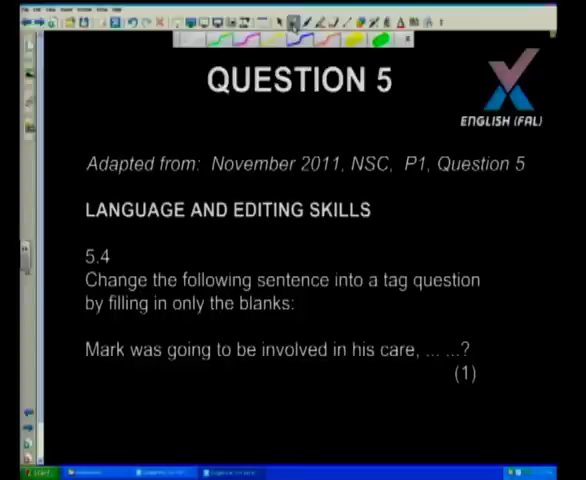 QUESTION 5
ENGLISH (FAL)
Adapted from: November 2011, NSC, P1, Question 5
LANGUAGE AND EDITING SKILLS
5.4
Change the following sentence into a tag question
by filling in only the blanks:
Mark was going to be involved in his care, ... ...?
(1)